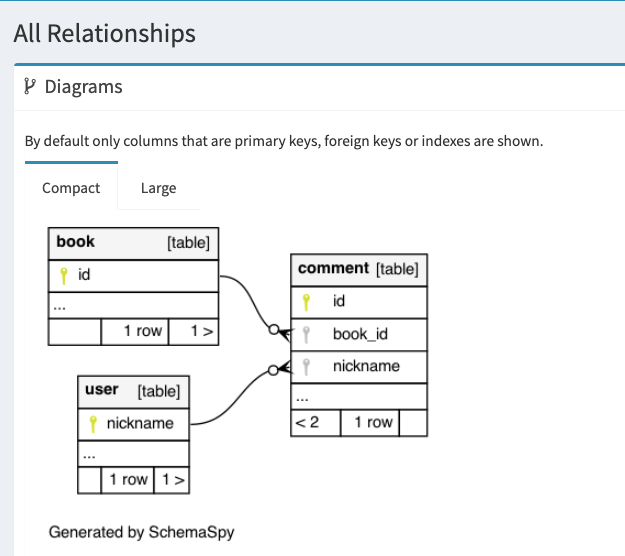 All Relationships
Diagrams
By default only columns that are primary keys, foreign keys or indexes are shown.
Compact Large
book [table]
id
...
1 row 1 >
comment [table]
id
book_id
nickname
...
< 2 1 row
user [table]
nickname
...
1 row 1 >
Generated by SchemaSpy